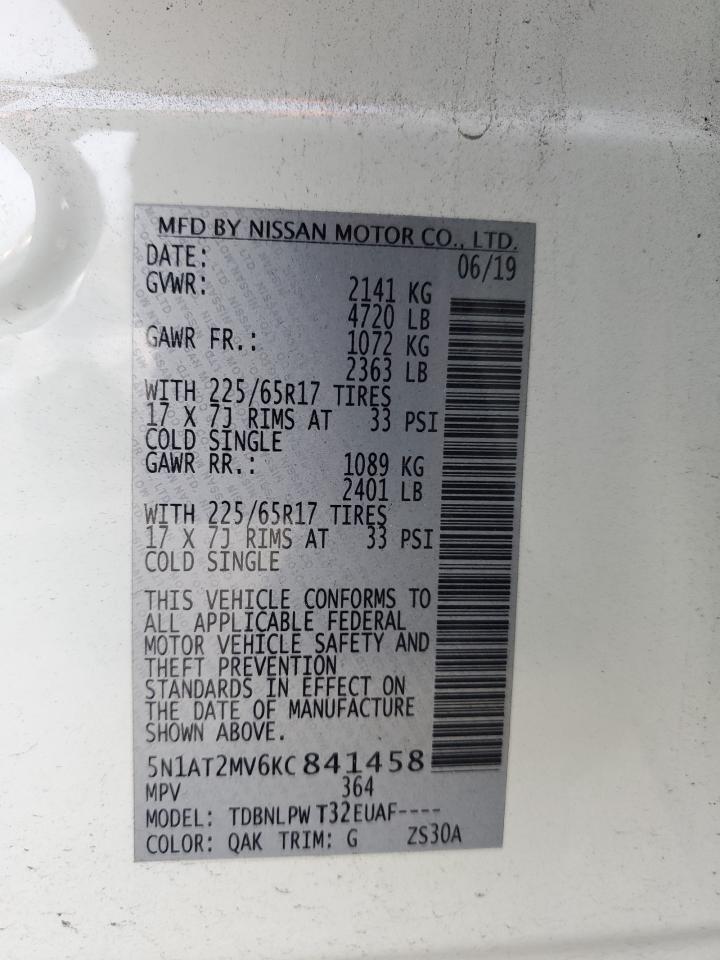 MFD BY NISSAN MOTOR CO., LTD.
DATE: 06/19
GVWR: 2141 KG
4720 LB
GAWR FR.: 1072 KG
2363 LB
WITH 225/65R17 TIRES
17 X 7J RIMS AT 33 PSI
COLD SINGLE
GAWR RR.: 1089 KG
2401 LB
WITH 225/65R17 TIRES
17 X 7J RIMS AT 33 PSI
COLD SINGLE
THIS VEHICLE CONFORMS TO
ALL APPLICABLE FEDERAL
MOTOR VEHICLE SAFETY AND
THEFT PREVENTION
STANDARDS IN EFFECT ON
THE DATE OF MANUFACTURE
SHOWN ABOVE.
5N1AT2MV6KC841458
MPV 364
MODEL: TDBNLPW T32EUAF----
COLOR: QAK TRIM: G ZS30A